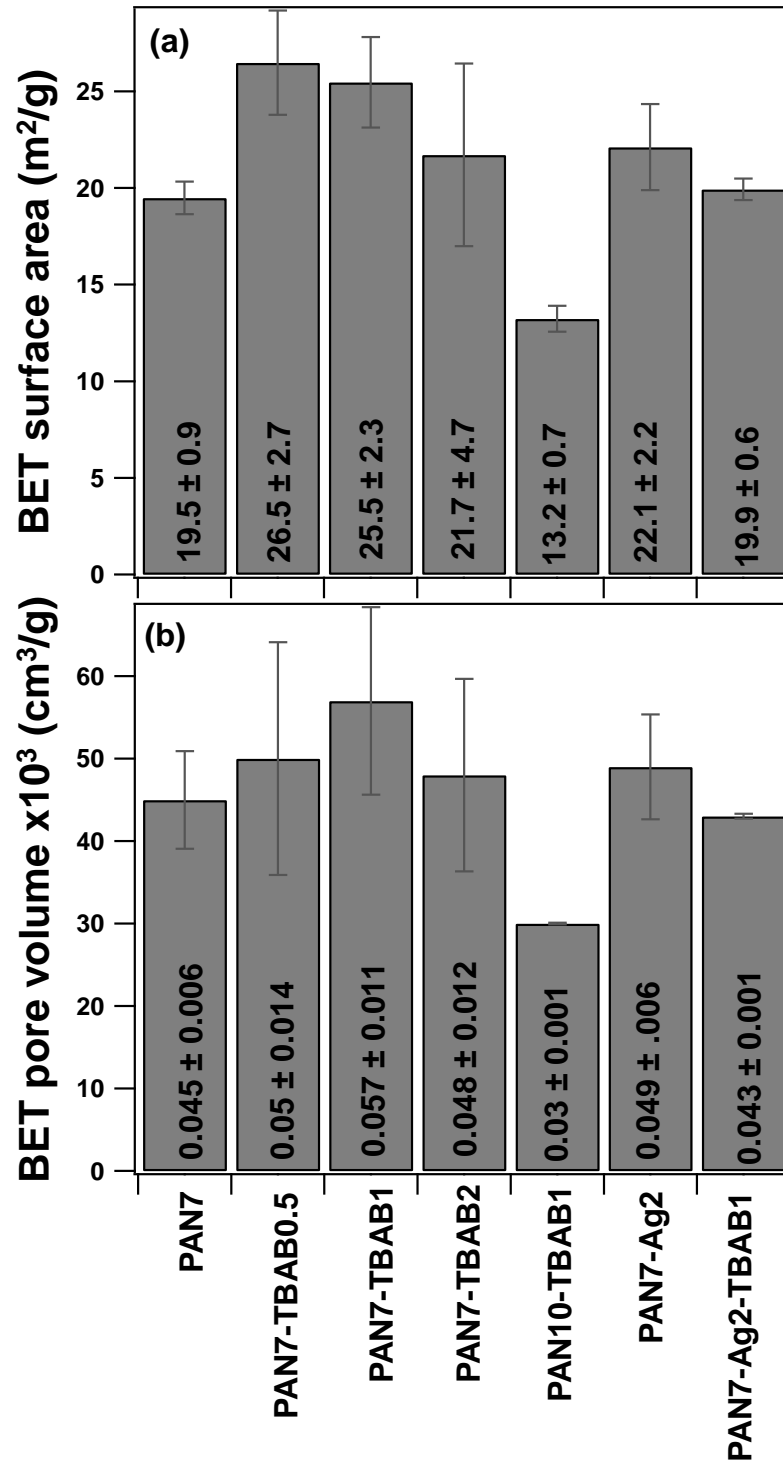 (a)
BET surface area (m²/g)
25
20
15
10
5
0
19.5 ± 0.9
26.5 ± 2.7
25.5 ± 2.3
21.7 ± 4.7
13.2 ± 0.7
22.1 ± 2.2
19.9 ± 0.6
(b)
BET pore volume x10³ (cm³/g)
60
50
40
30
20
10
0
0.045 ± 0.006
0.05 ± 0.014
0.057 ± 0.011
0.048 ± 0.012
0.03 ± 0.001
0.049 ± .006
0.043 ± 0.001
PAN7
PAN7-TBAB0.5
PAN7-TBAB1
PAN7-TBAB2
PAN10-TBAB1
PAN7-Ag2
PAN7-Ag2-TBAB1